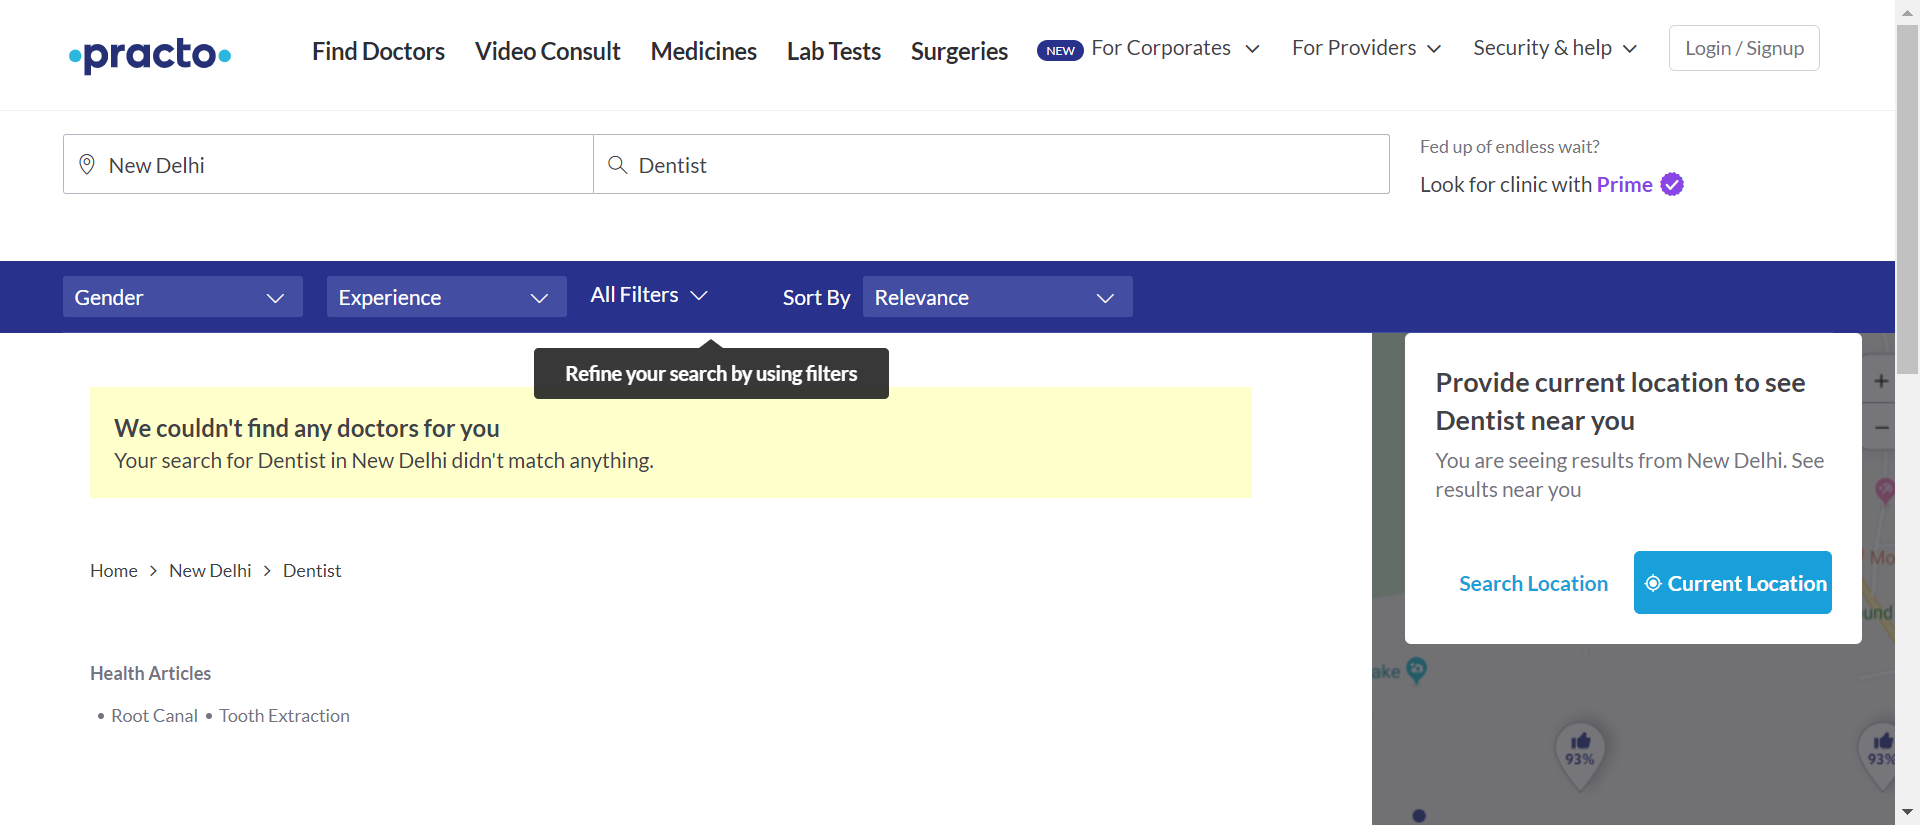 practo
Find Doctors
Video Consult
Medicines
Lab Tests
Surgeries
NEW For Corporates
For Providers
Security & help
Login / Signup
New Delhi
Dentist
Fed up of endless wait?
Look for clinic with Prime
Gender
Experience
All Filters
Sort By
Relevance
Refine your search by using filters
We couldn't find any doctors for you
Your search for Dentist in New Delhi didn't match anything.
Provide current location to see
Dentist near you
You are seeing results from New Delhi. See
results near you
Search Location
Current Location
Home > New Delhi > Dentist
Health Articles
• Root Canal • Tooth Extraction
93%
93%